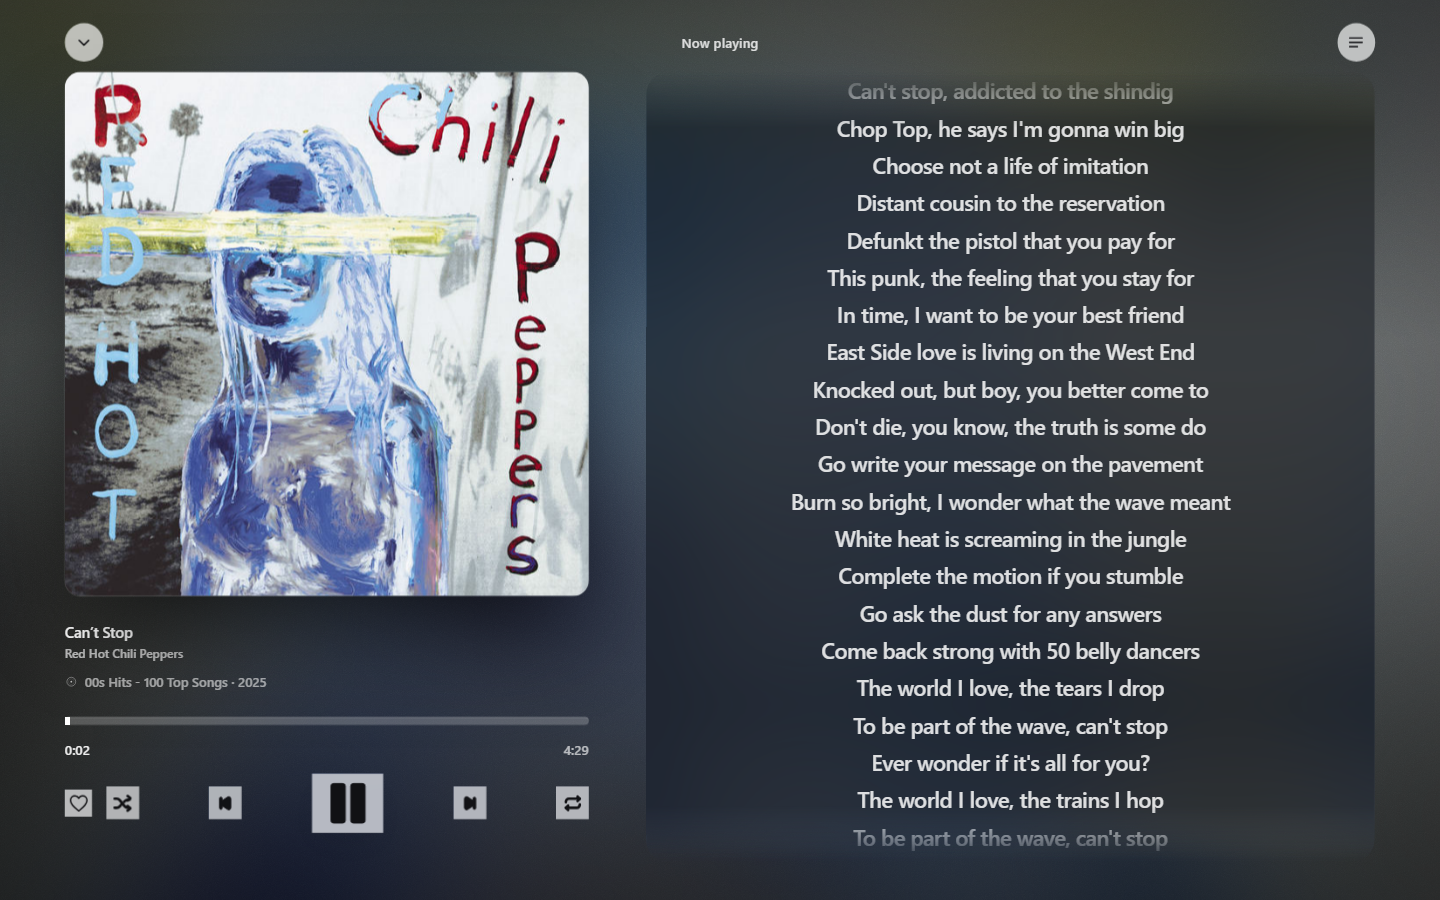 Now playing
R Chili
E
D
H
O
T
Peppers
Can't Stop
Red Hot Chili Peppers
00s Hits - 100 Top Songs · 2025
0:02 4:29
Can't stop, addicted to the shindig
Chop Top, he says I'm gonna win big
Choose not a life of imitation
Distant cousin to the reservation
Defunkt the pistol that you pay for
This punk, the feeling that you stay for
In time, I want to be your best friend
East Side love is living on the West End
Knocked out, but boy, you better come to
Don't die, you know, the truth is some do
Go write your message on the pavement
Burn so bright, I wonder what the wave meant
White heat is screaming in the jungle
Complete the motion if you stumble
Go ask the dust for any answers
Come back strong with 50 belly dancers
The world I love, the tears I drop
To be part of the wave, can't stop
Ever wonder if it's all for you?
The world I love, the trains I hop
To be part of the wave, can't stop